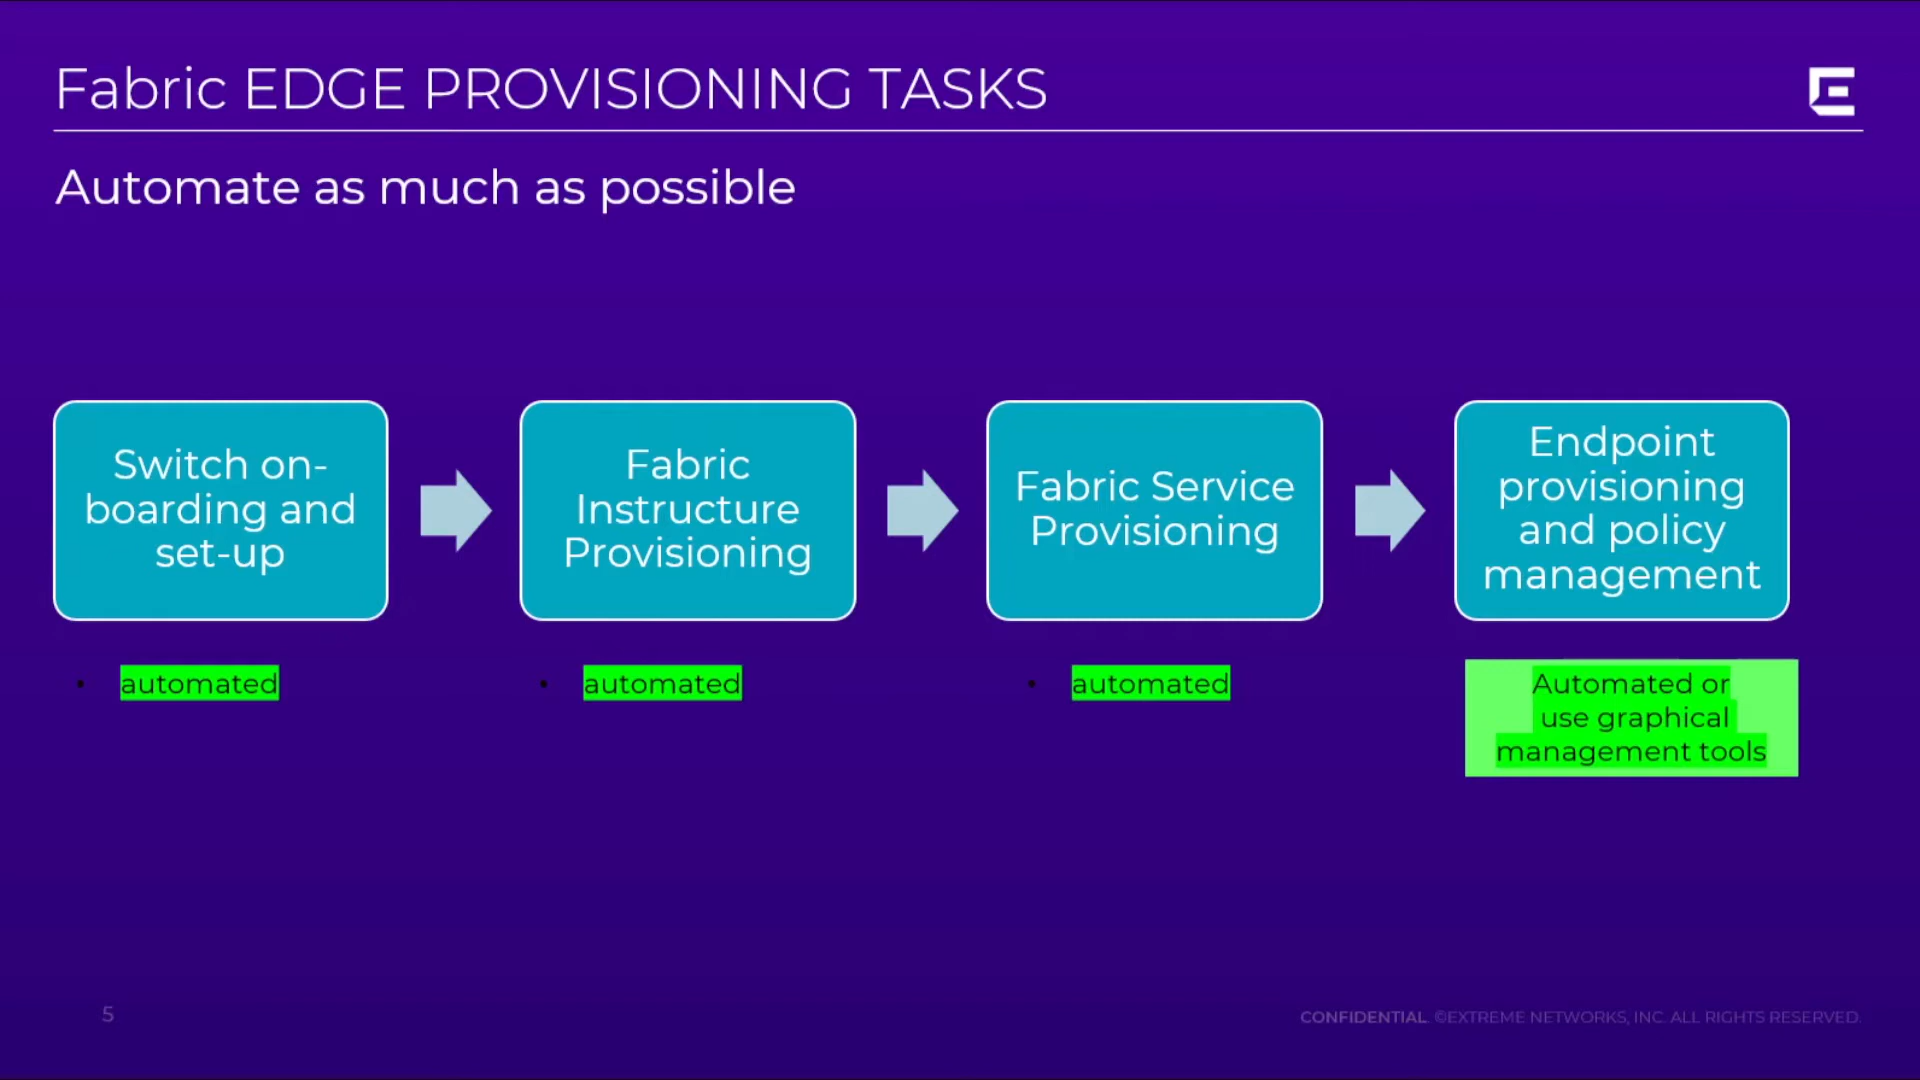 Fabric EDGE PROVISIONING TASKS
Automate as much as possible
Switch on-
boarding and
set-up
Fabric
Instructure
Provisioning
Fabric Service
Provisioning
Endpoint
provisioning
and policy
management
• automated
• automated
• automated
Automated or
use graphical
management tools
5
CONFIDENTIAL. ©EXTREME NETWORKS, INC. ALL RIGHTS RESERVED.